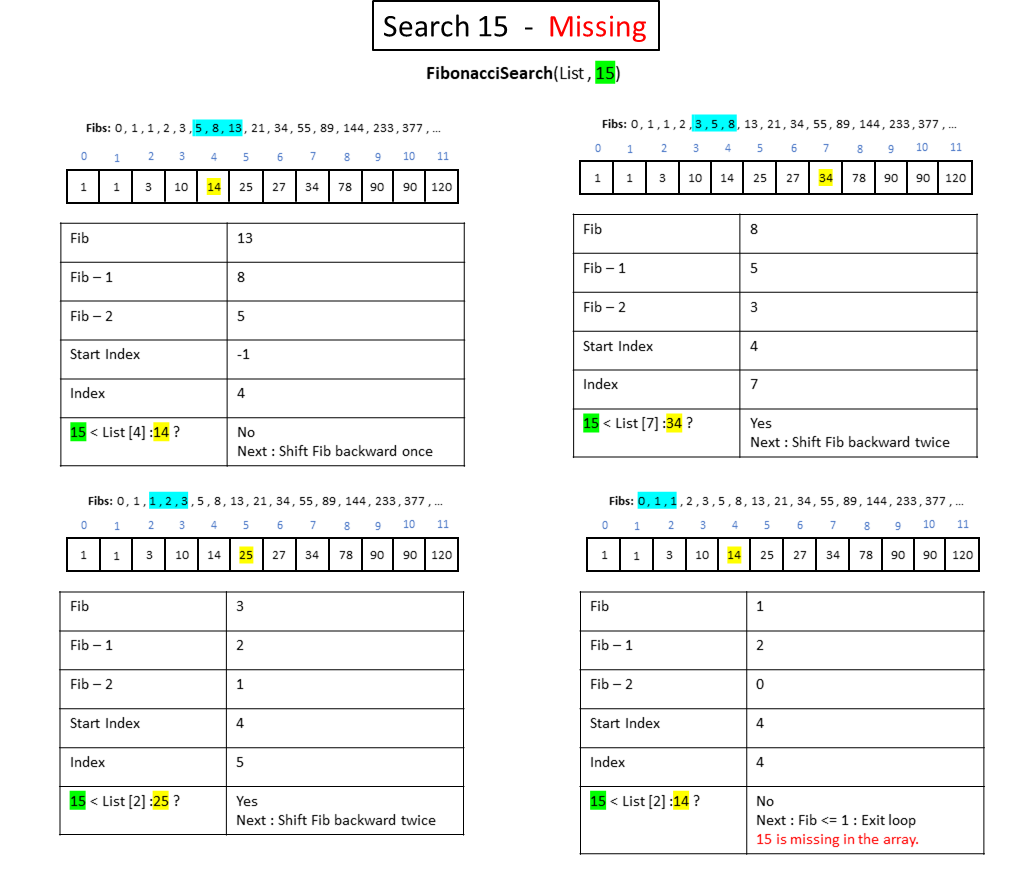 Search 15 - Missing
FibonacciSearch(List , 15)
Fibs: 0 , 1 , 1 , 2 , 3 , 5 , 8 , 13 , 21 , 34 , 55 , 89 , 144 , 233 , 377 , ...
0 1 2 3 4 5 6 7 8 9 10 11
1 1 3 10 14 25 27 34 78 90 90 120
Fib 13
Fib – 1 8
Fib – 2 5
Start Index -1
Index 4
15 < List [4] :14 ? No
Next : Shift Fib backward once
Fibs: 0 , 1 , 1 , 2 , 3 , 5 , 8 , 13 , 21 , 34 , 55 , 89 , 144 , 233 , 377 , ...
0 1 2 3 4 5 6 7 8 9 10 11
1 1 3 10 14 25 27 34 78 90 90 120
Fib 8
Fib – 1 5
Fib – 2 3
Start Index 4
Index 7
15 < List [7] :34 ? Yes
Next : Shift Fib backward twice
Fibs: 0 , 1 , 1 , 2 , 3 , 5 , 8 , 13 , 21 , 34 , 55 , 89 , 144 , 233 , 377 , ...
0 1 2 3 4 5 6 7 8 9 10 11
1 1 3 10 14 25 27 34 78 90 90 120
Fib 3
Fib – 1 2
Fib – 2 1
Start Index 4
Index 5
15 < List [2] :25 ? Yes
Next : Shift Fib backward twice
Fibs: 0 , 1 , 1 , 2 , 3 , 5 , 8 , 13 , 21 , 34 , 55 , 89 , 144 , 233 , 377 , ...
0 1 2 3 4 5 6 7 8 9 10 11
1 1 3 10 14 25 27 34 78 90 90 120
Fib 1
Fib – 1 2
Fib – 2 0
Start Index 4
Index 4
15 < List [2] :14 ? No
Next : Fib <= 1 : Exit loop
15 is missing in the array.